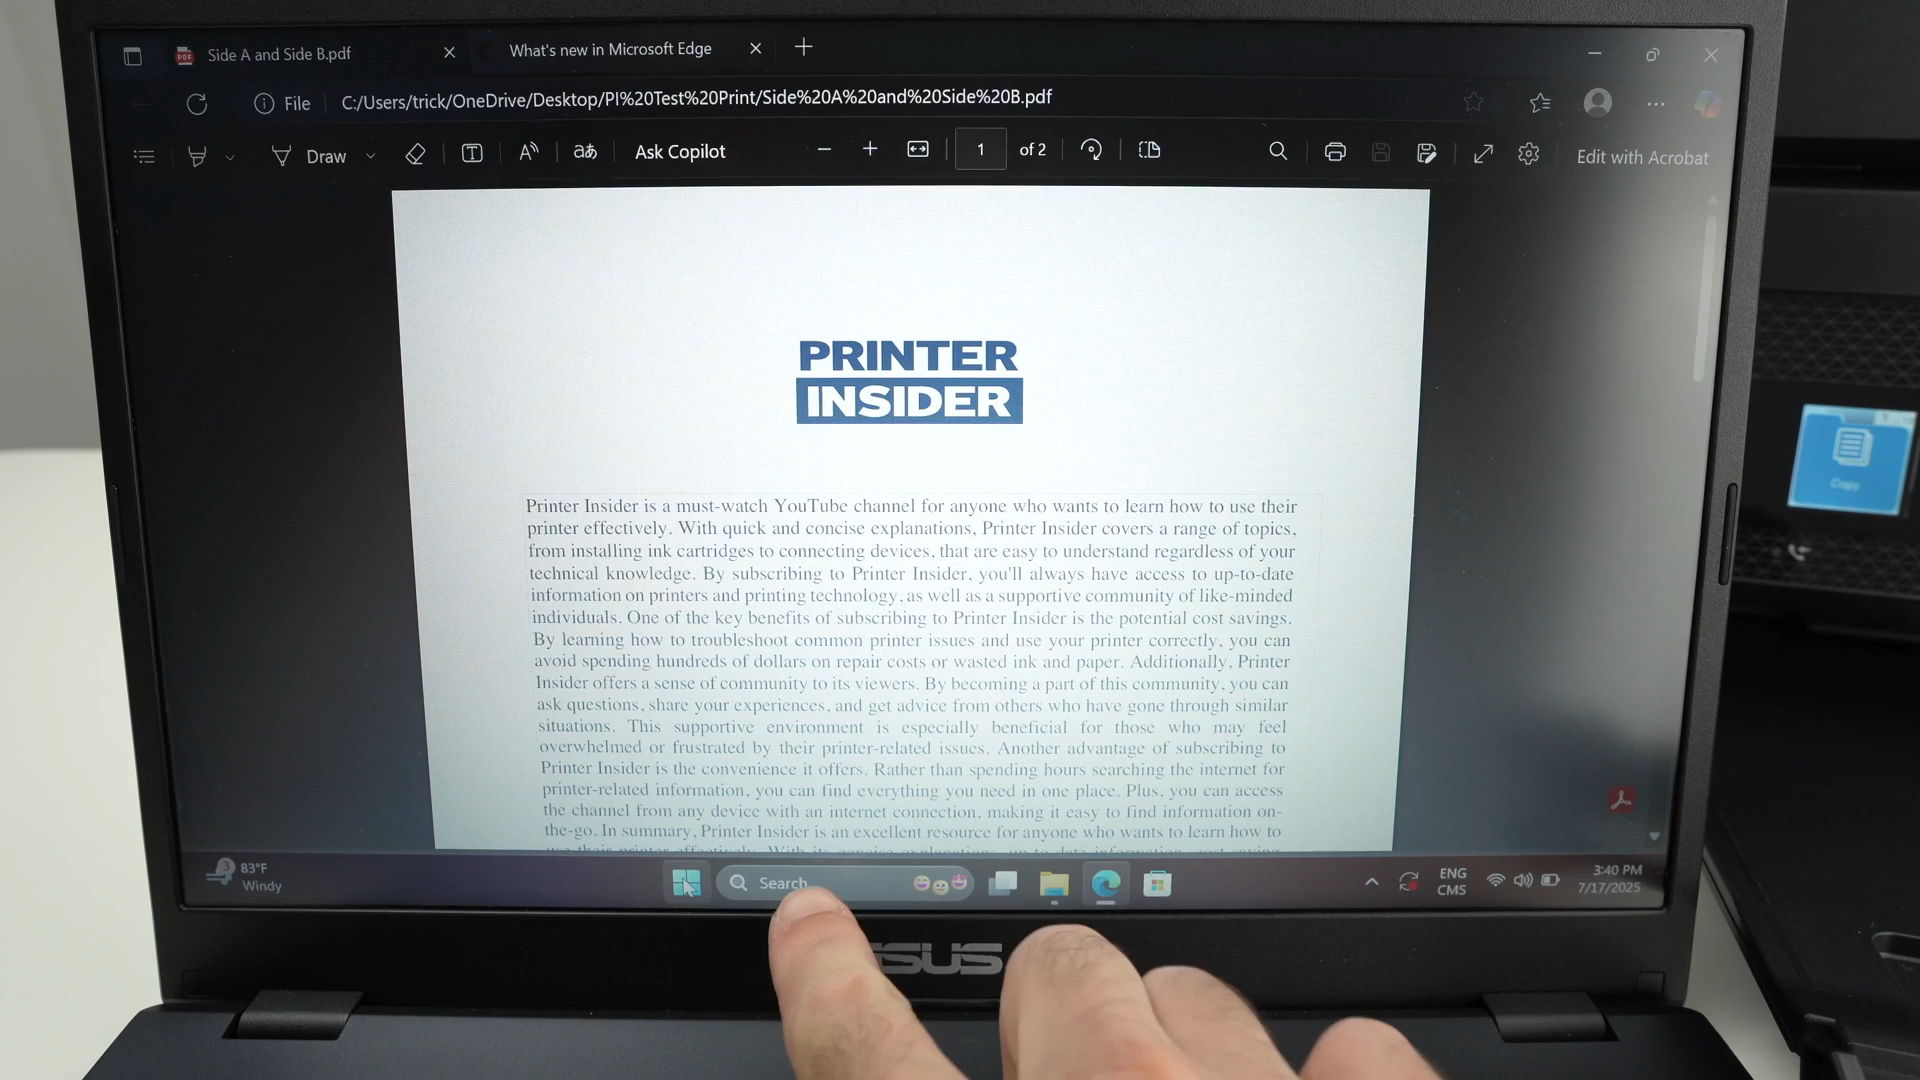 Side A and Side B.pdf
What's new in Microsoft Edge
File
C:/Users/trick/OneDrive/Desktop/PI%20Test%20Print/Side%20A%20and%20Side%20B.pdf
Draw
aあ
Ask Copilot
1 of 2
Edit with Acrobat
PRINTER
INSIDER
Printer Insider is a must-watch YouTube channel for anyone who wants to learn how to use their
printer effectively. With quick and concise explanations, Printer Insider covers a range of topics,
from installing ink cartridges to connecting devices, that are easy to understand regardless of your
technical knowledge. By subscribing to Printer Insider, you'll always have access to up-to-date
information on printers and printing technology, as well as a supportive community of like-minded
individuals. One of the key benefits of subscribing to Printer Insider is the potential cost savings.
By learning how to troubleshoot common printer issues and use your printer correctly, you can
avoid spending hundreds of dollars on repair costs or wasted ink and paper. Additionally, Printer
Insider offers a sense of community to its viewers. By becoming a part of this community, you can
ask questions, share your experiences, and get advice from others who have gone through similar
situations. This supportive environment is especially beneficial for those who may feel
overwhelmed or frustrated by their printer-related issues. Another advantage of subscribing to
Printer Insider is the convenience it offers. Rather than spending hours searching the internet for
printer-related information, you can find everything you need in one place. Plus, you can access
the channel from any device with an internet connection, making it easy to find information on-
the-go. In summary, Printer Insider is an excellent resource for anyone who wants to learn how to
3
83°F
Windy
Search
ENG
CMS
3:40 PM
7/17/2025
SUS
Copy